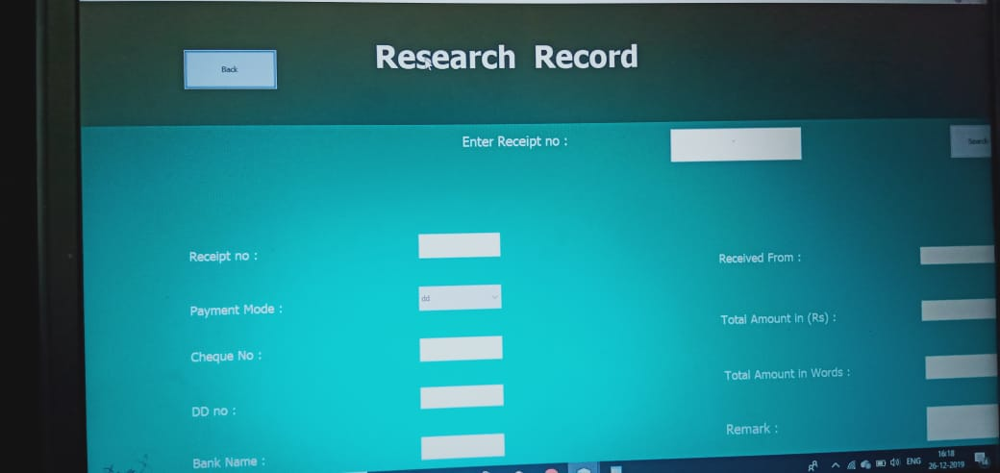 Back
Research Record
Enter Receipt no :
Search
Receipt no :
Received From :
Payment Mode :
dd
Total Amount in (Rs) :
Cheque No :
Total Amount in Words :
DD no :
Remark :
Bank Name :
ENG
16:18
26-12-2019